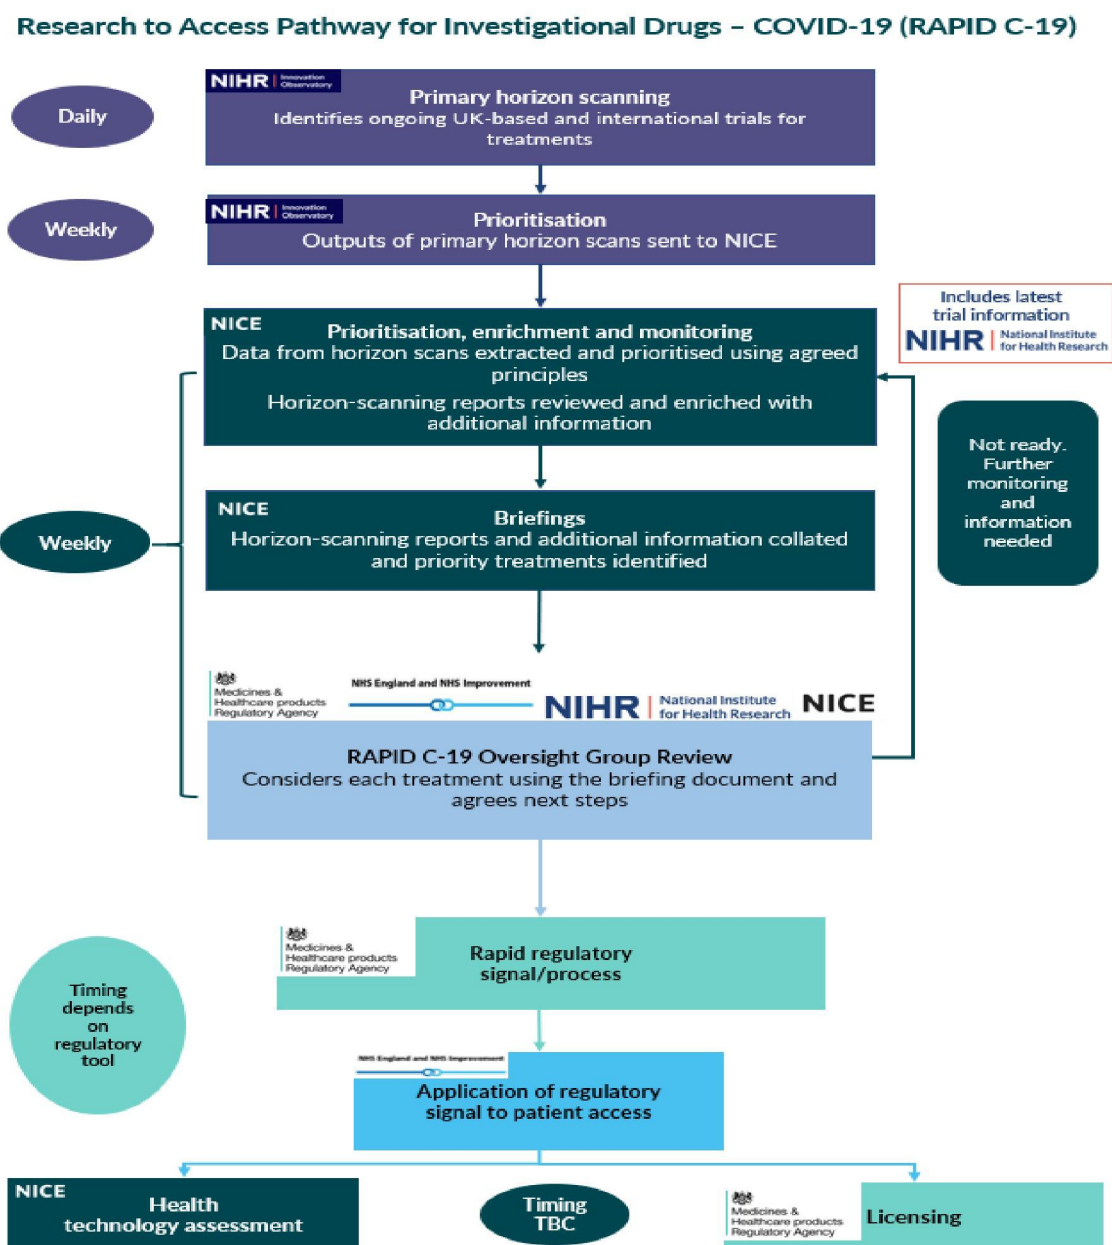 Research to Access Pathway for Investigational Drugs – COVID-19 (RAPID C-19)
Daily
NIHR | Innovation
Observatory
Primary horizon scanning
Identifies ongoing UK-based and international trials for
treatments
Weekly
NIHR | Innovation
Observatory
Prioritisation
Outputs of primary horizon scans sent to NICE
Includes latest
trial information
NIHR | National Institute
for Health Research
NICE
Prioritisation, enrichment and monitoring
Data from horizon scans extracted and prioritised using agreed
principles
Horizon-scanning reports reviewed and enriched with
additional information
Not ready.
Further
monitoring
and
information
needed
Weekly
NICE
Briefings
Horizon-scanning reports and additional information collated
and priority treatments identified
Medicines &
Healthcare products
Regulatory Agency
NHS England and NHS Improvement
NIHR | National Institute
for Health Research
NICE
RAPID C-19 Oversight Group Review
Considers each treatment using the briefing document and
agrees next steps
Medicines &
Healthcare products
Regulatory Agency
Rapid regulatory
signal/process
Timing
depends
on
regulatory
tool
NHS England and NHS Improvement
Application of regulatory
signal to patient access
NICE
Health
technology assessment
Timing
TBC
Medicines &
Healthcare products
Regulatory Agency
Licensing